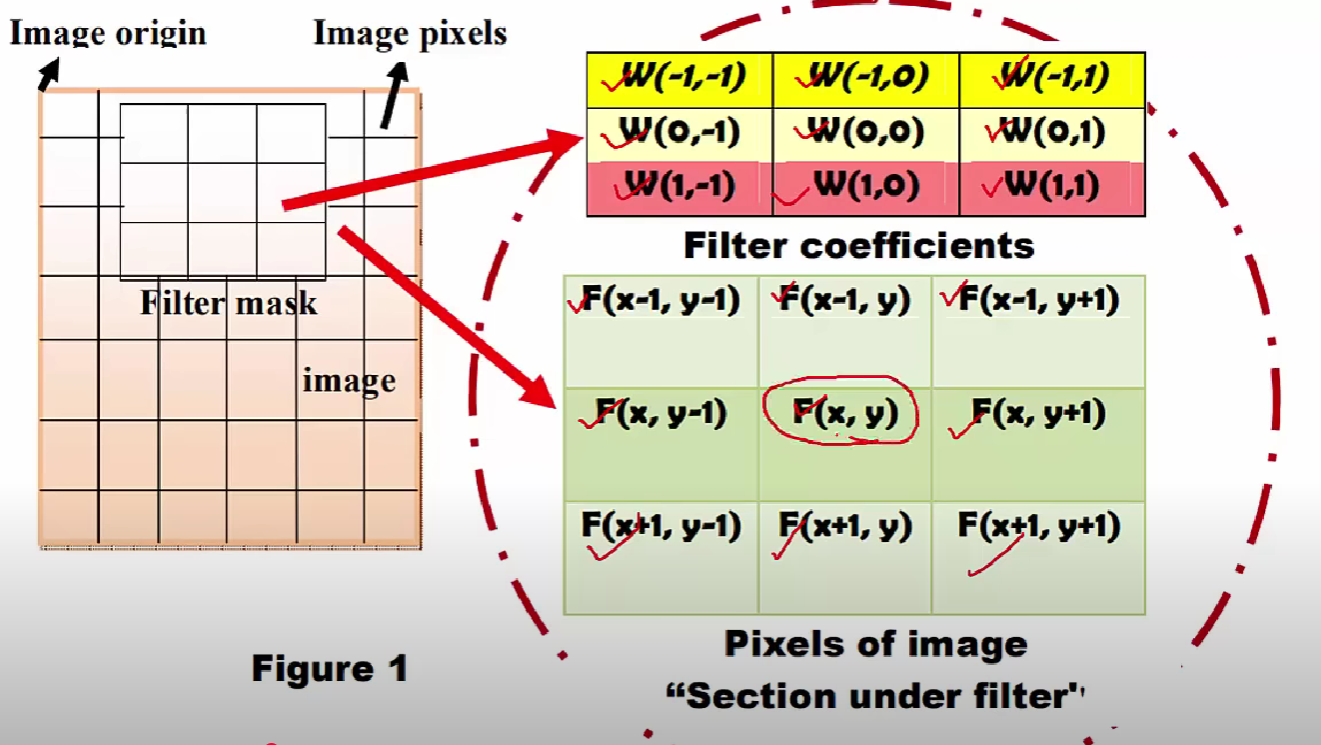 Image origin
Image pixels
Filter mask
image
Figure 1
W(-1,-1) W(-1,0) W(-1,1)
W(0,-1) W(0,0) W(0,1)
W(1,-1) W(1,0) W(1,1)
Filter coefficients
F(x-1, y-1) F(x-1, y) F(x-1, y+1)
F(x, y-1) F(x, y) F(x, y+1)
F(x+1, y-1) F(x+1, y) F(x+1, y+1)
Pixels of image
“Section under filter"